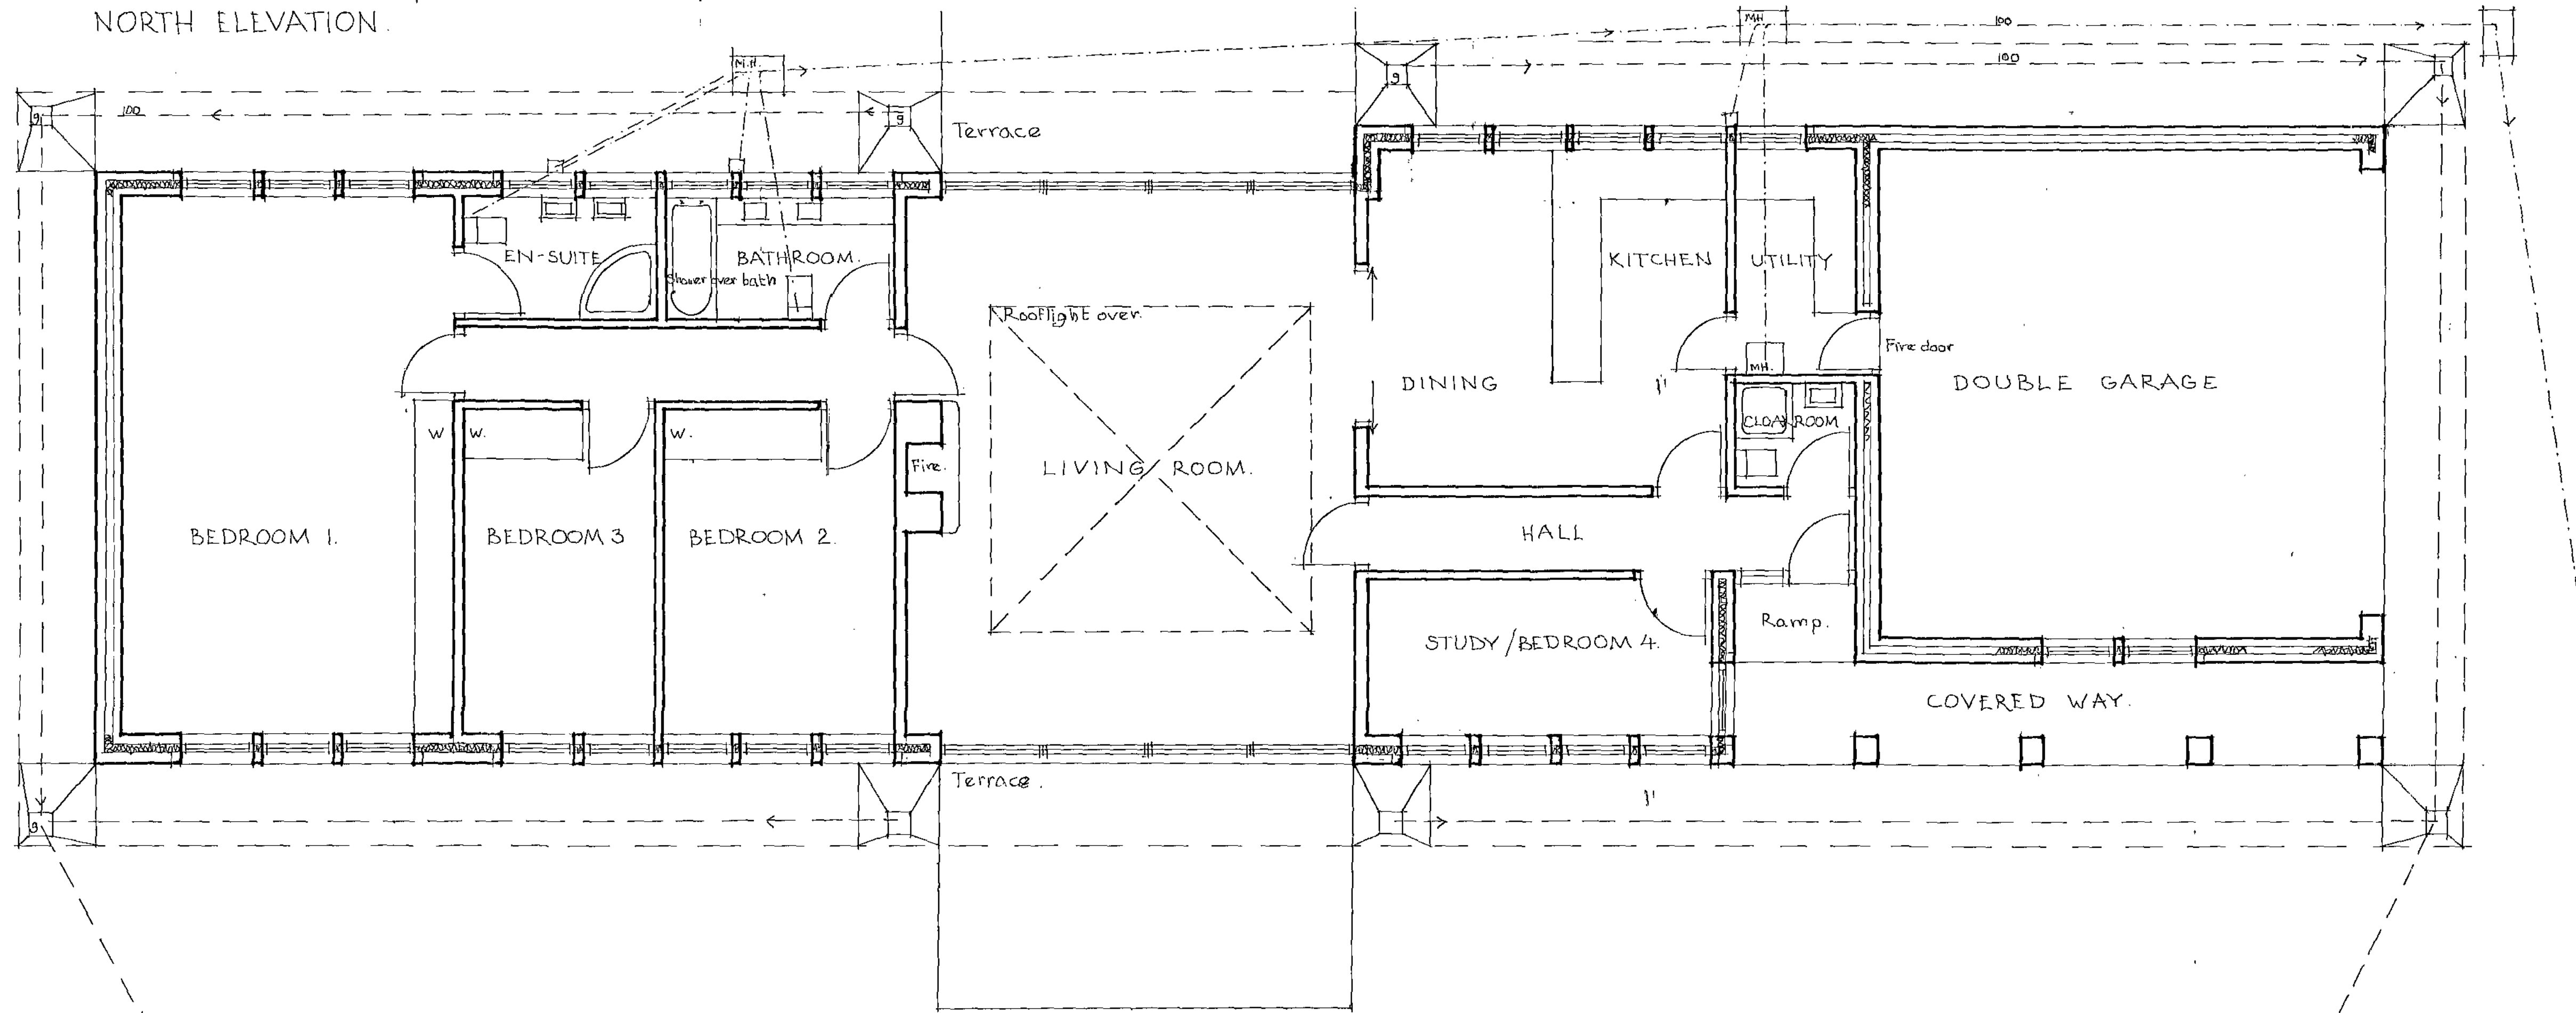 NORTH ELEVATION.
MH
100
M.H.
100
g
g
100
g
Terrace
EN-SUITE
BATHROOM.
Shower over bath
KITCHEN
UTILITY
Rooflight over.
Fire door
MH.
DINING
DOUBLE GARAGE
CLOAKROOM
W
W.
W.
Fire.
LIVING ROOM.
BEDROOM 1.
BEDROOM 3
BEDROOM 2.
HALL
Ramp.
STUDY/BEDROOM 4.
COVERED WAY.
Terrace.
g